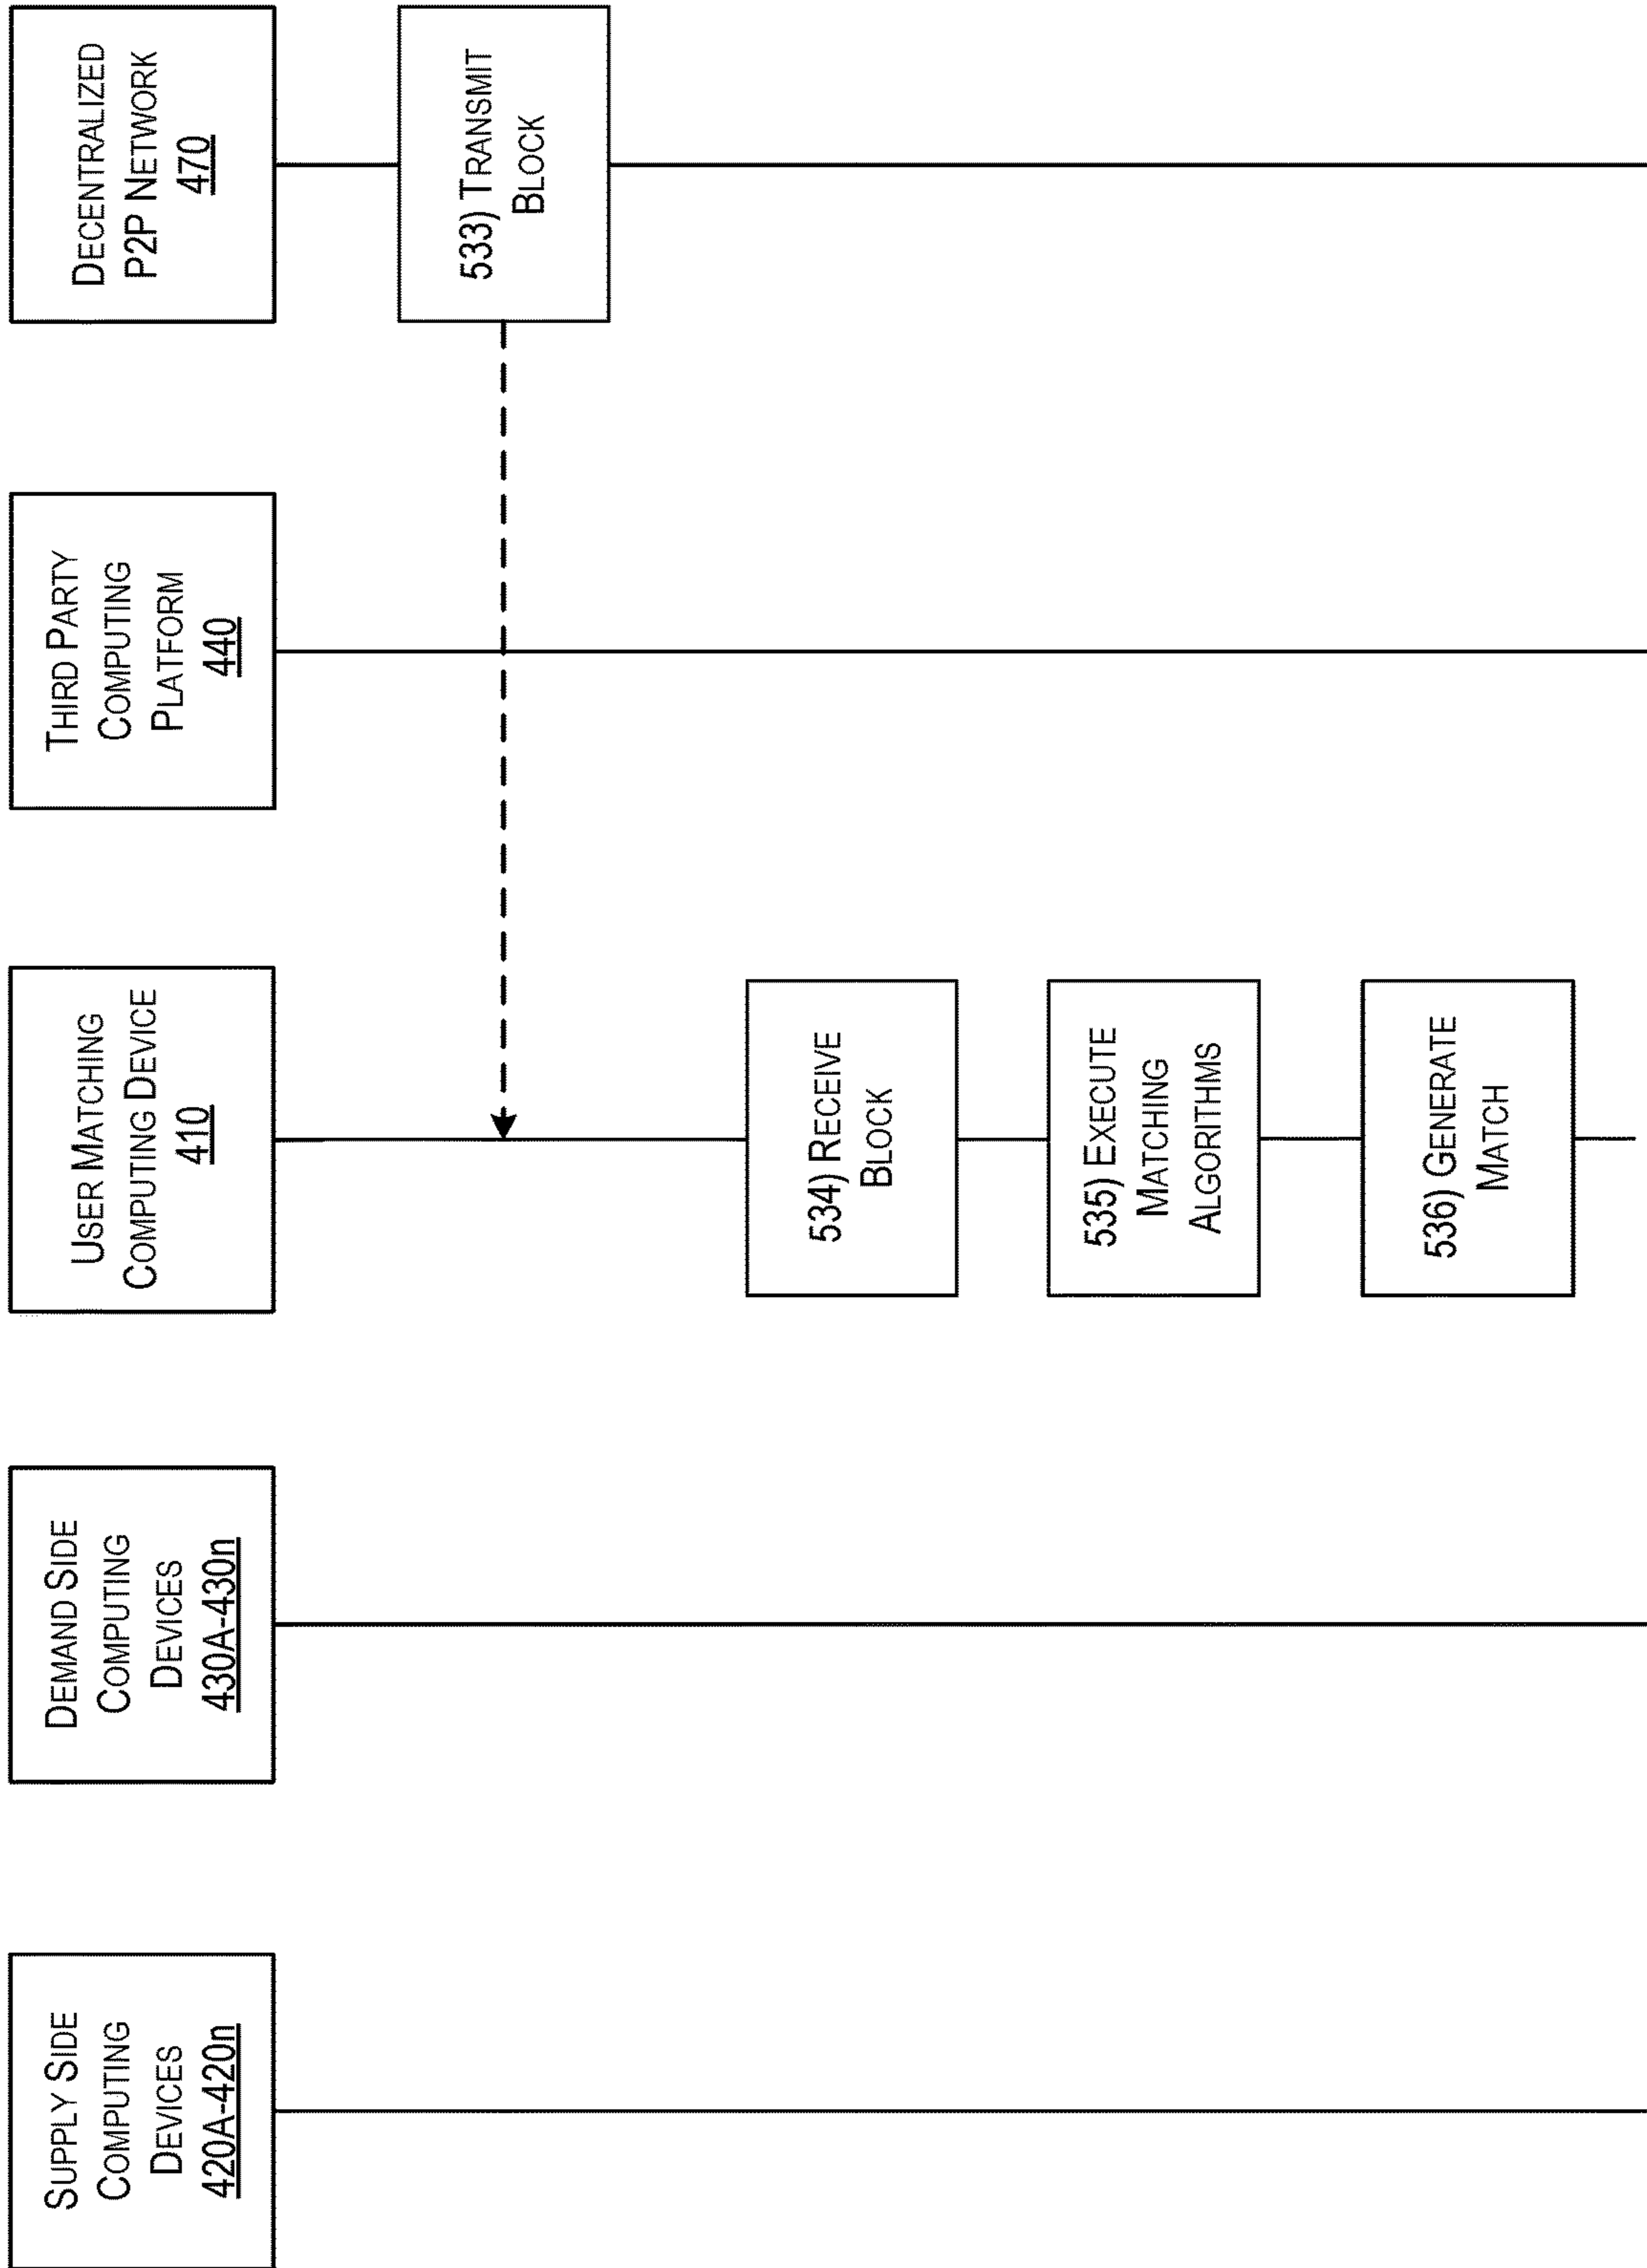 SUPPLY SIDE
COMPUTING
DEVICES
420A-420n
DEMAND SIDE
COMPUTING
DEVICES
430A-430n
USER MATCHING
COMPUTING DEVICE
410
THIRD PARTY
COMPUTING
PLATFORM
440
DECENTRALIZED
P2P NETWORK
470
533) TRANSMIT
BLOCK
534) RECEIVE
BLOCK
535) EXECUTE
MATCHING
ALGORITHMS
536) GENERATE
MATCH